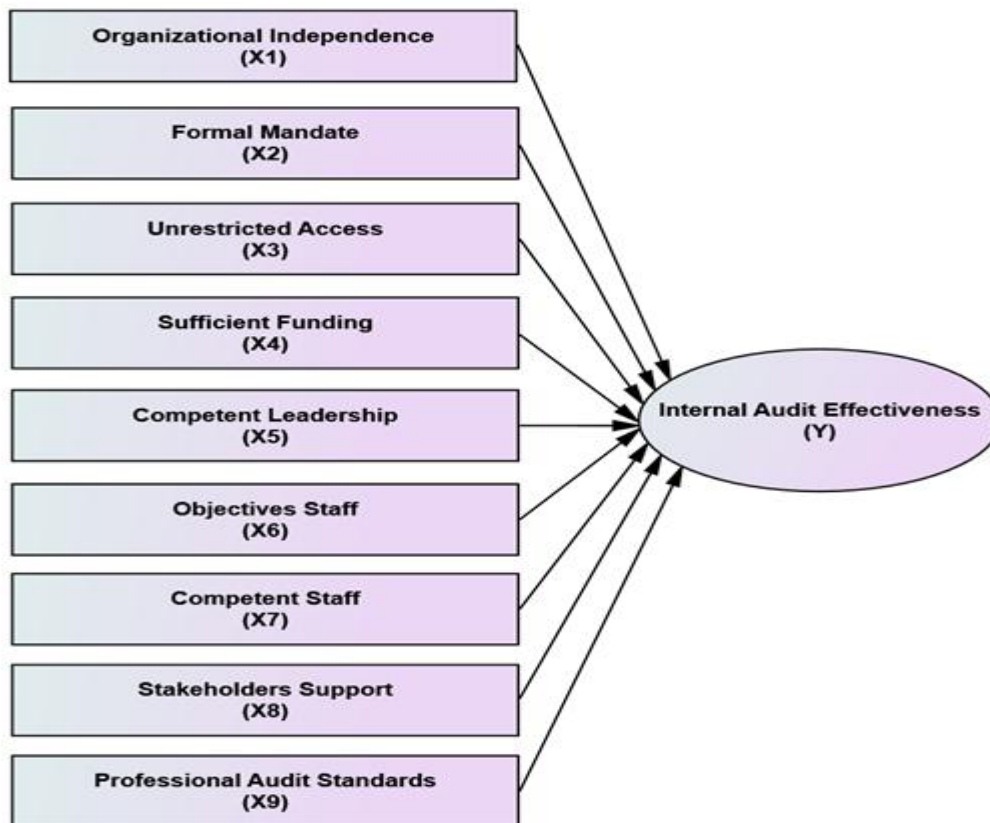 Organizational Independence
(X1)
Formal Mandate
(X2)
Unrestricted Access
(X3)
Sufficient Funding
(X4)
Competent Leadership
(X5)
Objectives Staff
(X6)
Competent Staff
(X7)
Stakeholders Support
(X8)
Professional Audit Standards
(X9)
Internal Audit Effectiveness
(Y)